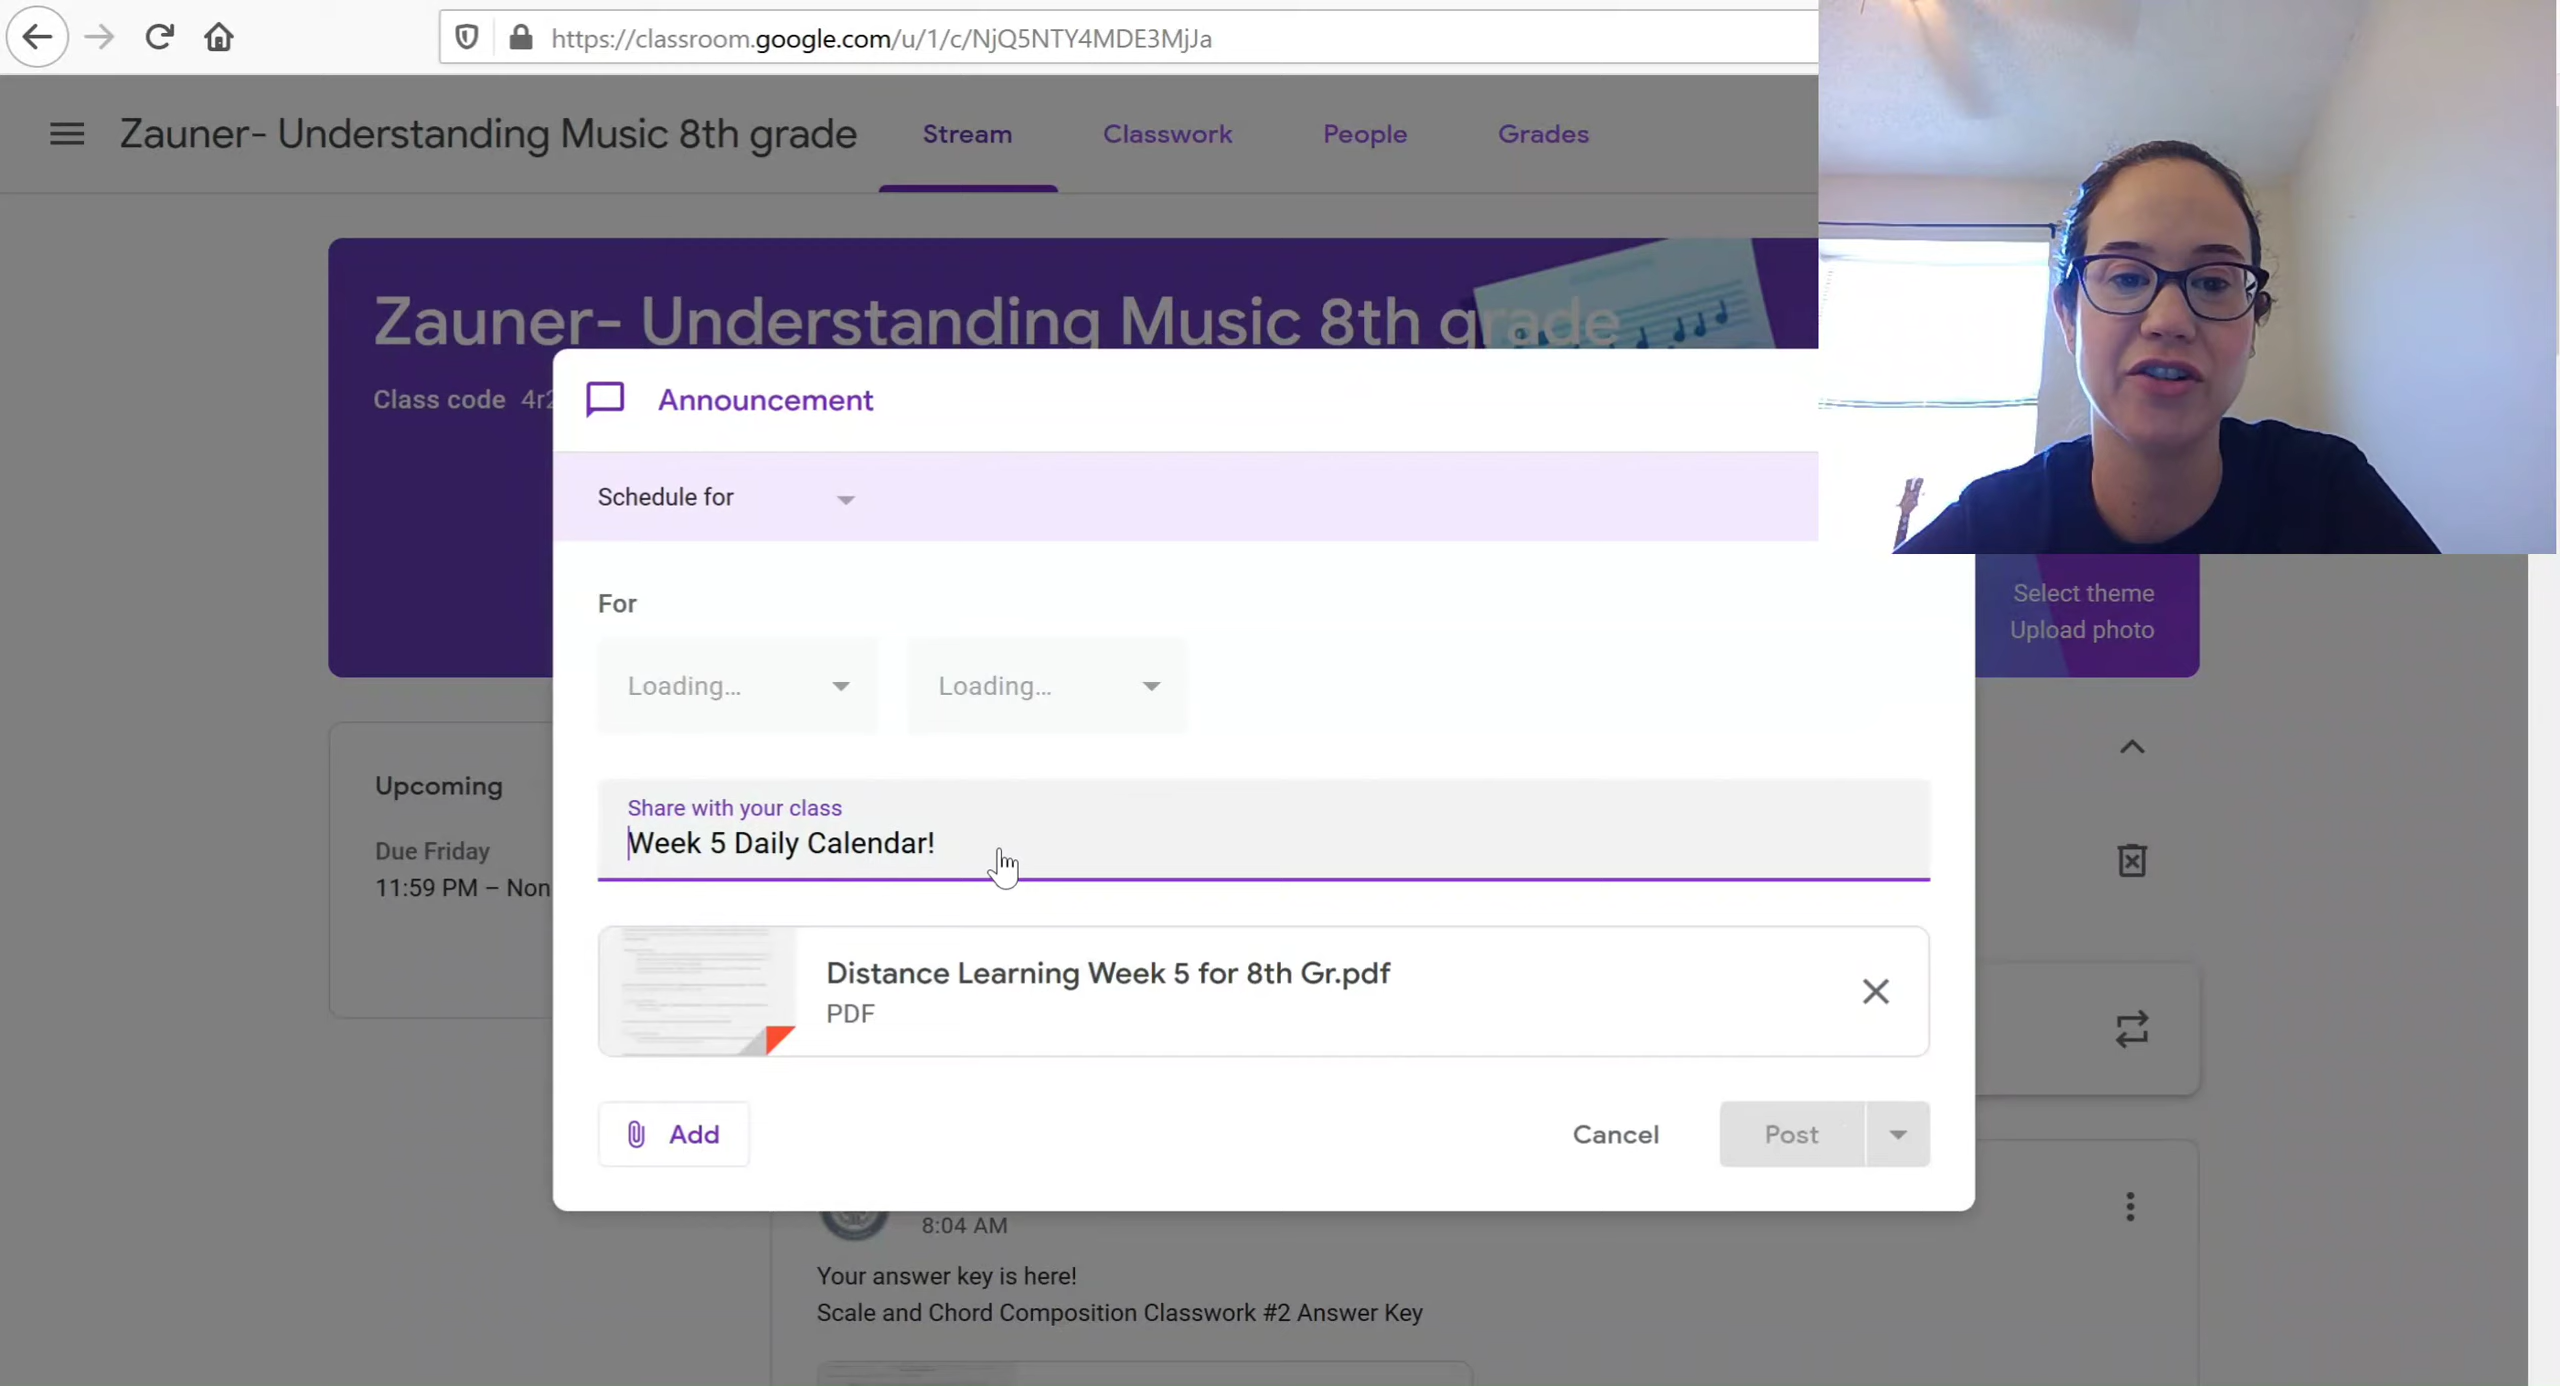 https://classroom.google.com/u/1/c/NjQ5NTY4MDE3MjJa
Zauner- Understanding Music 8th grade
Stream
Classwork
People
Grades
Zauner- Understanding Music 8th grade
Class code 4r2
Announcement
Schedule for
Select theme
Upload photo
For
Loading...
Loading...
Upcoming
Due Friday
11:59 PM – Non
Share with your class
Week 5 Daily Calendar!
Distance Learning Week 5 for 8th Gr.pdf
PDF
Add
Cancel
Post
8:04 AM
Your answer key is here!
Scale and Chord Composition Classwork #2 Answer Key